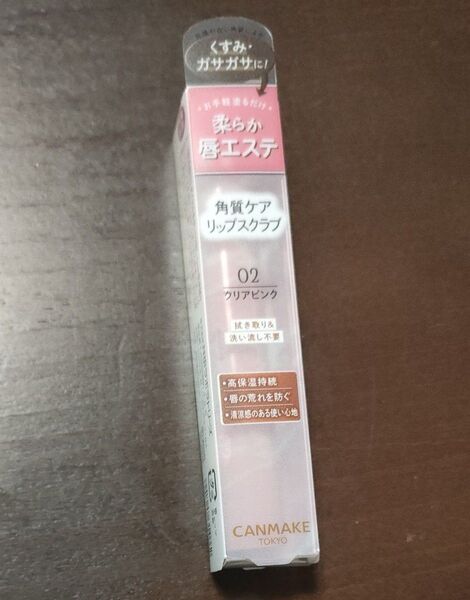 くすみ・
ガサガサに!
お手軽塗るだけ
柔らか
唇エステ
角質ケア
リップスクラブ
02
クリアピンク
拭き取り&
洗い流し不要
・高保湿持続
・唇の荒れを防ぐ
・清涼感のある使い心地
CANMAKE
TOKYO